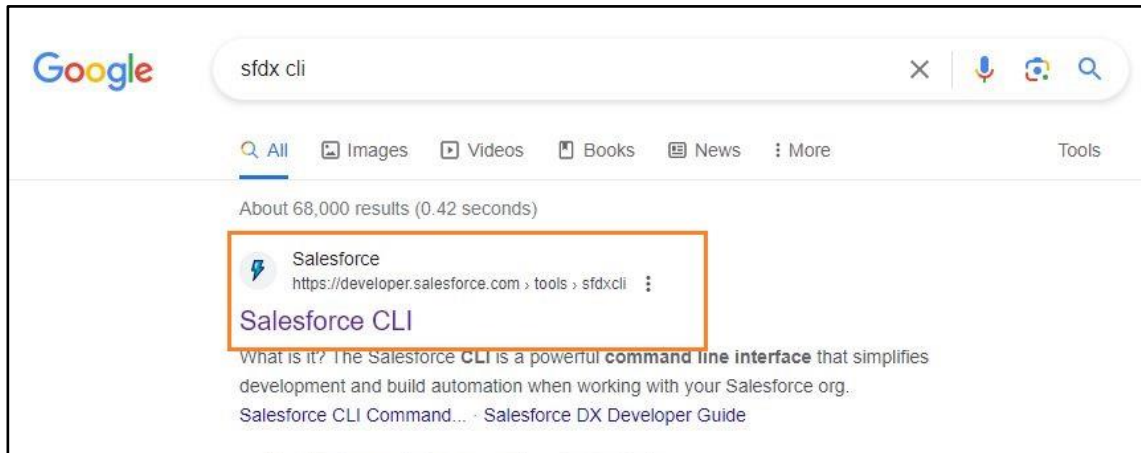 Google
sfdx cli
All Images Videos Books News More Tools
About 68,000 results (0.42 seconds)
Salesforce
https://developer.salesforce.com › tools › sfdxcli
Salesforce CLI
What is it? The Salesforce CLI is a powerful command line interface that simplifies
development and build automation when working with your Salesforce org.
Salesforce CLI Command... · Salesforce DX Developer Guide